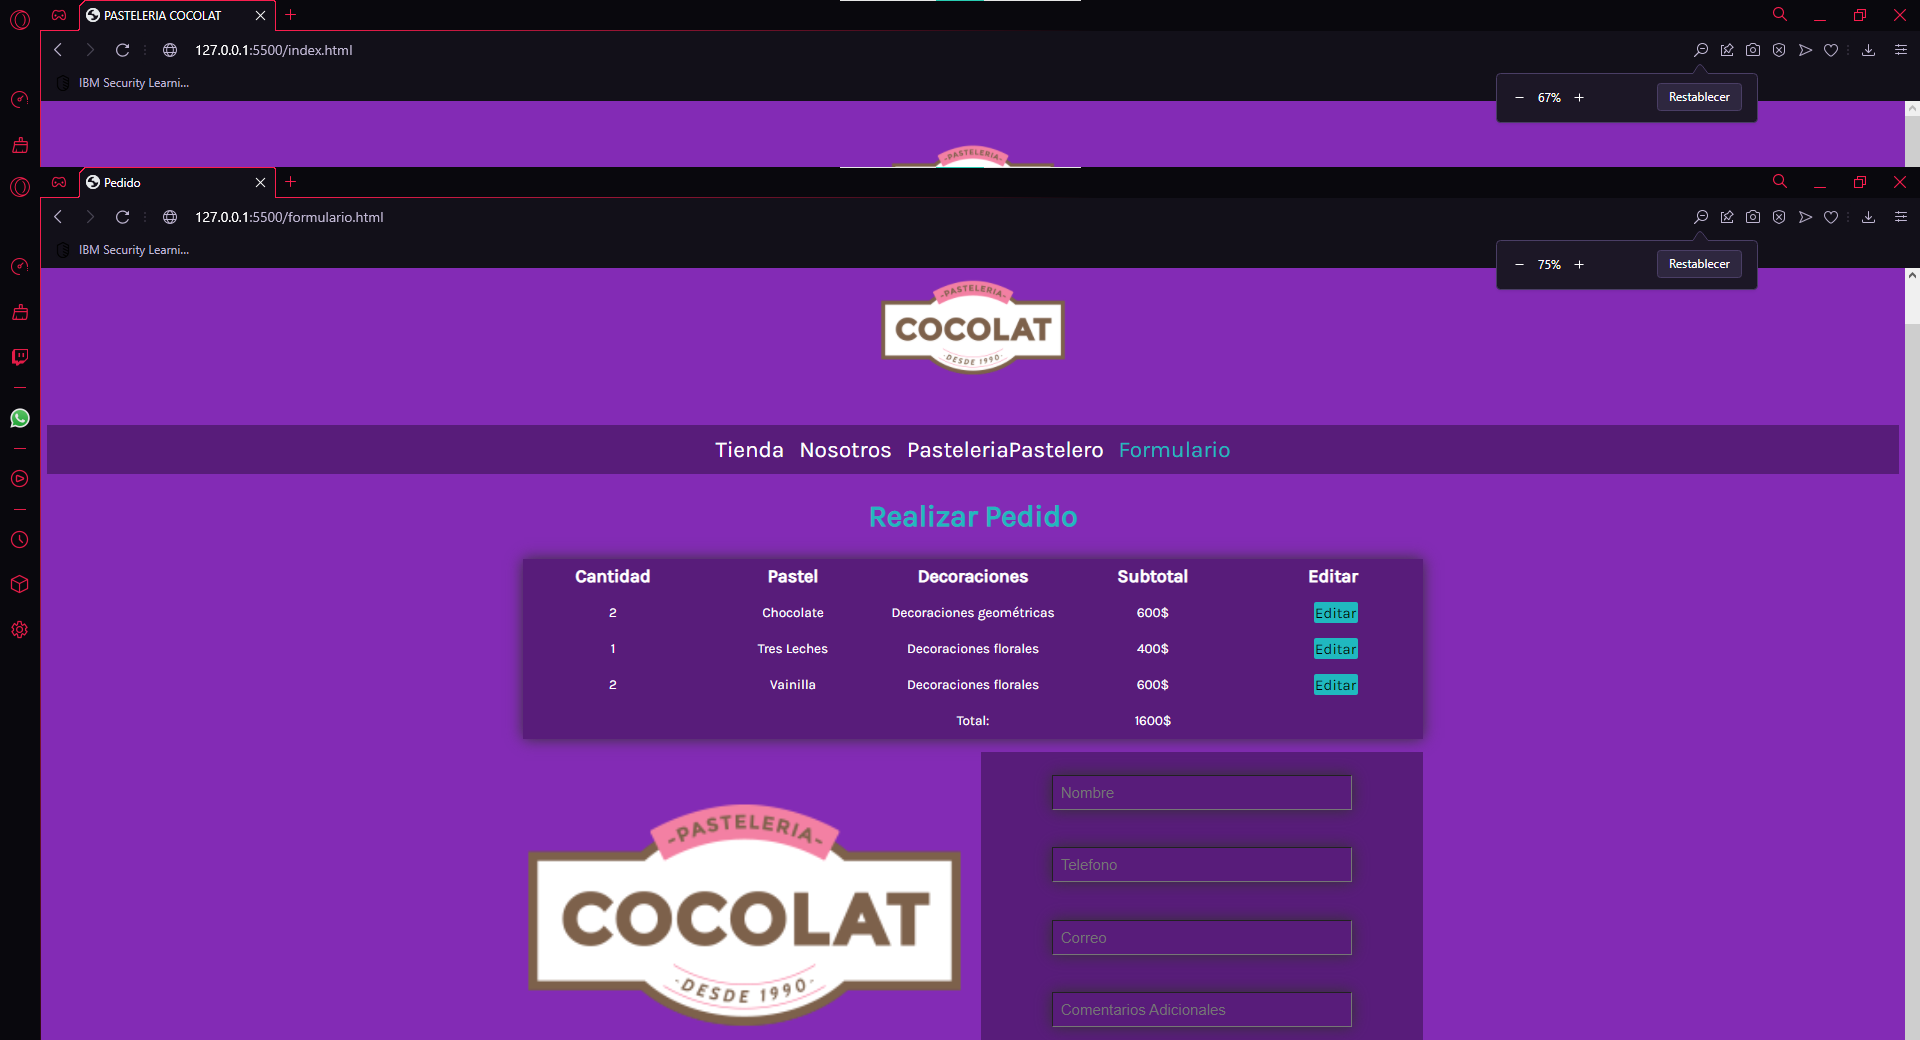 PASTELERIA COCOLAT
127.0.0.1:5500/index.html
IBM Security Learni...
67%
Restablecer
-PASTELERIA-
Pedido
127.0.0.1:5500/formulario.html
IBM Security Learni...
75%
Restablecer
-PASTELERIA-
COCOLAT
-DESDE 1990-
Tienda Nosotros PasteleriaPastelero Formulario
Realizar Pedido
Cantidad Pastel Decoraciones Subtotal Editar
2 Chocolate Decoraciones geométricas 600$ Editar
1 Tres Leches Decoraciones florales 400$ Editar
2 Vainilla Decoraciones florales 600$ Editar
Total: 1600$
-PASTELERIA-
COCOLAT
-DESDE 1990-
Nombre
Telefono
Correo
Comentarios Adicionales